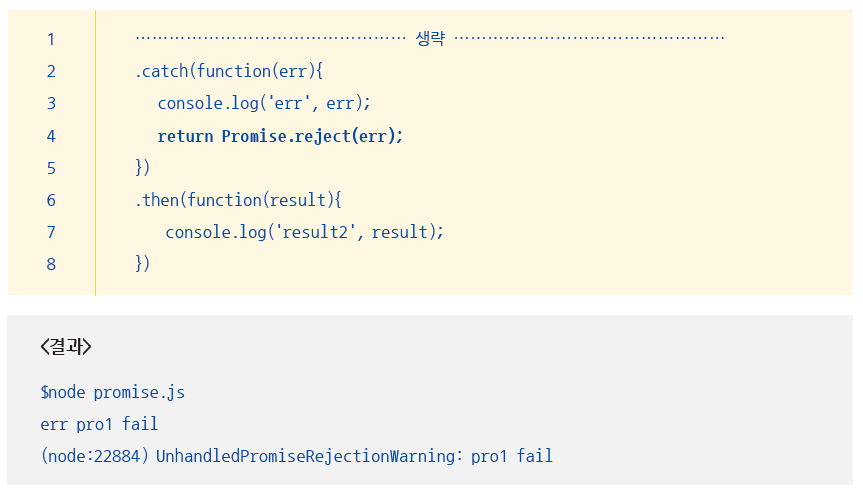 1 ………………………………………… 생략 …………………………………………
2 .catch(function(err){
3 console.log('err', err);
4 return Promise.reject(err);
5 })
6 .then(function(result){
7 console.log('result2', result);
8 })
<결과>
$node promise.js
err pro1 fail
(node:22884) UnhandledPromiseRejectionWarning: pro1 fail